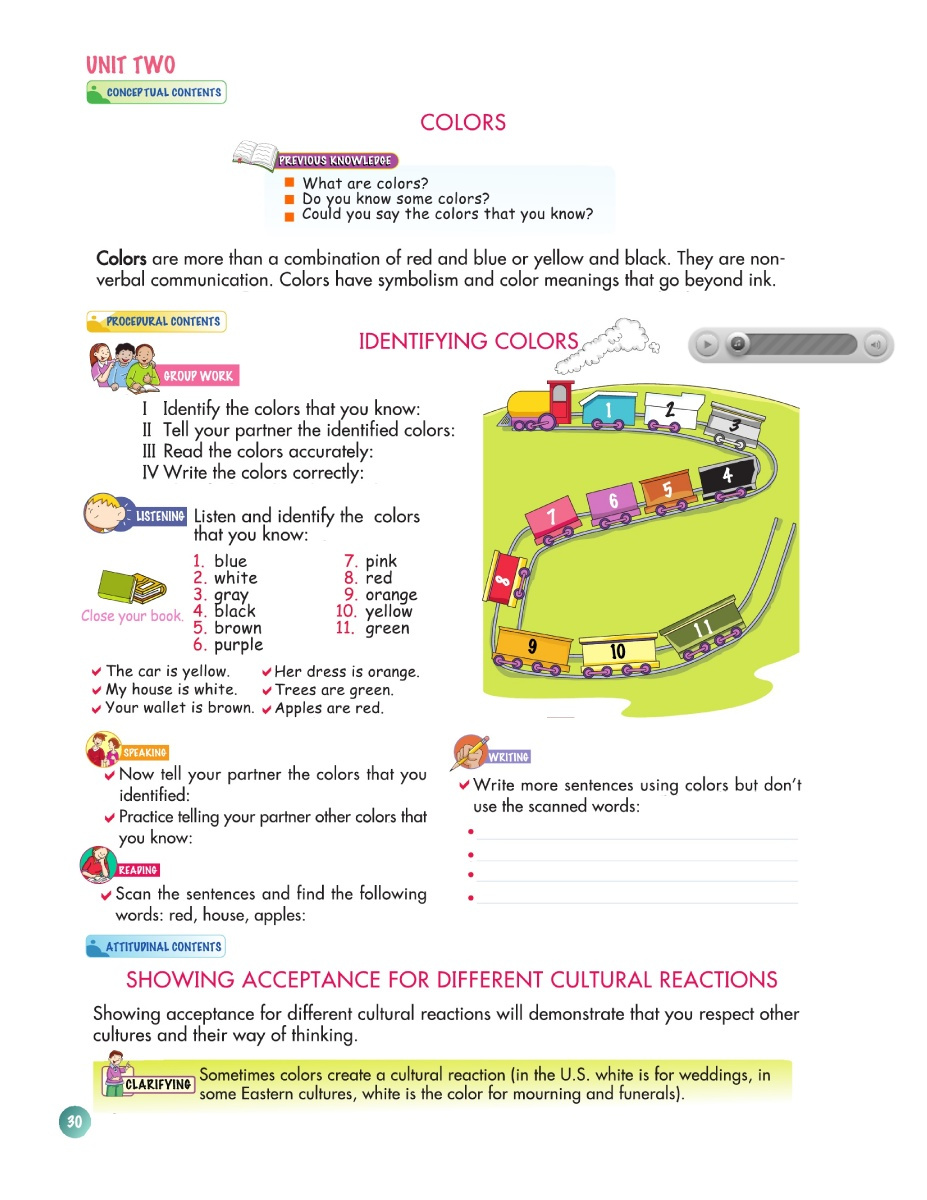 UNIT TWO
CONCEPTUAL CONTENTS
COLORS
PREVIOUS KNOWLEDGE
What are colors?
Do you know some colors?
Could you say the colors that you know?
Colors are more than a combination of red and blue or yellow and black. They are non-
verbal communication. Colors have symbolism and color meanings that go beyond ink.
PROCEDURAL CONTENTS
IDENTIFYING COLORS
GROUP WORK
I Identify the colors that you know:
II Tell your partner the identified colors:
III Read the colors accurately:
IV Write the colors correctly:
1
2
3
4
5
6
7
8
9
10
11
LISTENING
Listen and identify the colors
that you know:
Close your book.
1. blue
2. white
3. gray
4. black
5. brown
6. purple
7. pink
8. red
9. orange
10. yellow
11. green
The car is yellow.
My house is white.
Your wallet is brown.
Her dress is orange.
Trees are green.
Apples are red.
SPEAKING
Now tell your partner the colors that you
identified:
Practice telling your partner other colors that
you know:
READING
Scan the sentences and find the following
words: red, house, apples:
WRITING
Write more sentences using colors but don't
use the scanned words:
ATTITUDINAL CONTENTS
SHOWING ACCEPTANCE FOR DIFFERENT CULTURAL REACTIONS
Showing acceptance for different cultural reactions will demonstrate that you respect other
cultures and their way of thinking.
CLARIFYING
Sometimes colors create a cultural reaction (in the U.S. white is for weddings, in
some Eastern cultures, white is the color for mourning and funerals).
30